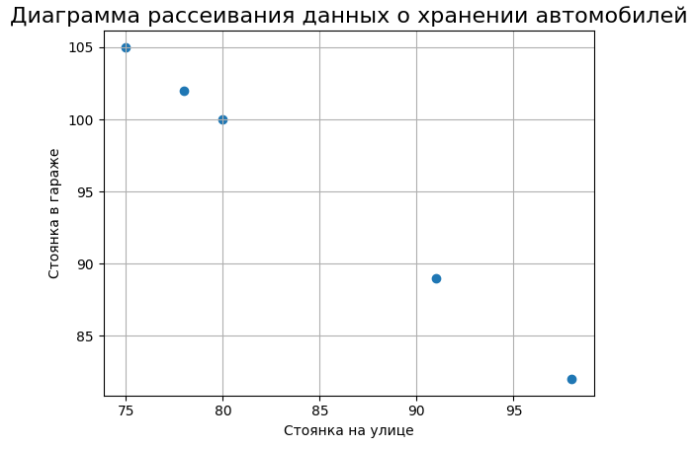 Диаграмма рассеивания данных о хранении автомобилей
105
100
95
90
85
Стоянка в гараже
75 80 85 90 95
Стоянка на улице